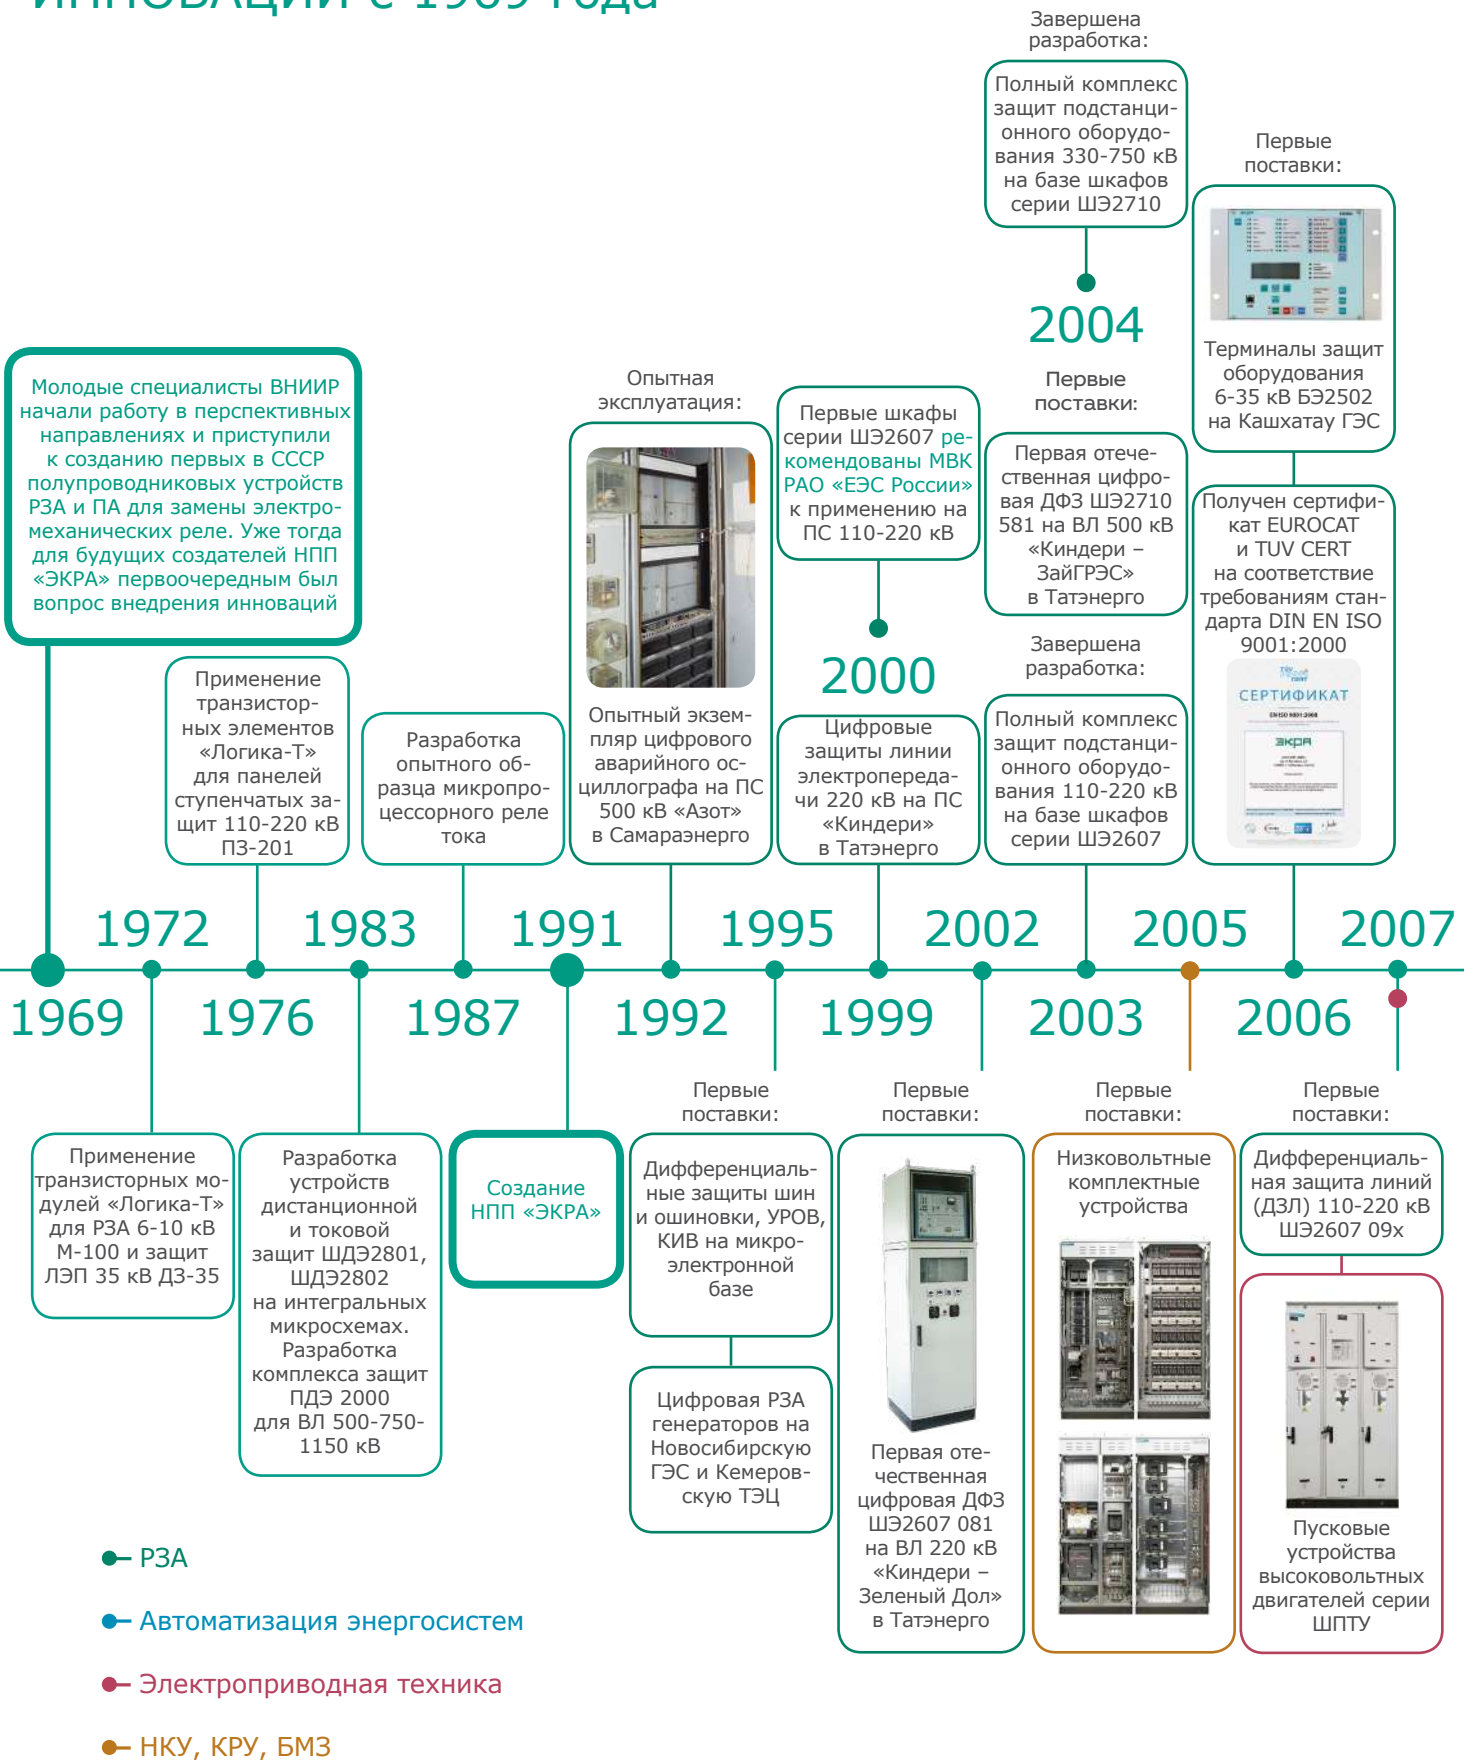 ИННОВАЦИИ с 1969 года
Завершена
разработка:
Полный комплекс
защит подстанци-
онного оборудо-
вания 330-750 кВ
на базе шкафов
серии ШЭ2710
2004
Первые
поставки:
Терминалы защит
оборудования
6-35 кВ БЭ2502
на Кашхатау ГЭС
Молодые специалисты ВНИИР
начали работу в перспективных
направлениях и приступили
к созданию первых в СССР
полупроводниковых устройств
РЗА и ПА для замены электро-
механических реле. Уже тогда
для будущих создателей НПП
«ЭКРА» первоочередным был
вопрос внедрения инноваций
Опытная
эксплуатация:
Опытный экзем-
пляр цифрового
аварийного ос-
циллографа на ПС
500 кВ «Азот»
в Самараэнерго
Первые шкафы
серии ШЭ2607 ре-
комендованы МВК
РАО «ЕЭС России»
к применению на
ПС 110-220 кВ
2000
Первые
поставки:
Первая отече-
ственная цифро-
вая ДФЗ ШЭ2710
581 на ВЛ 500 кВ
«Киндери –
ЗайГРЭС»
в Татэнерго
Получен сертифи-
кат EUROCAT
и TUV CERT
на соответствие
требованиям стан-
дарта DIN EN ISO
9001:2000
СЕРТИФИКАТ
EN ISO 9001:2008
ЭКРА
Применение
транзистор-
ных элементов
«Логика-Т»
для панелей
ступенчатых за-
щит 110-220 кВ
ПЗ-201
Разработка
опытного об-
разца микропро-
цессорного реле
тока
Цифровые
защиты линии
электропереда-
чи 220 кВ на ПС
«Киндери»
в Татэнерго
Завершена
разработка:
Полный комплекс
защит подстанци-
онного оборудо-
вания 110-220 кВ
на базе шкафов
серии ШЭ2607
1972 1983 1991 1995 2002 2005 2007
1969 1976 1987 1992 1999 2003 2006
Применение
транзисторных мо-
дулей «Логика-Т»
для РЗА 6-10 кВ
М-100 и защит
ЛЭП 35 кВ ДЗ-35
Разработка
устройств
дистанционной
и токовой
защит ШДЭ2801,
ШДЭ2802
на интегральных
микросхемах.
Разработка
комплекса защит
ПДЭ 2000
для ВЛ 500-750-
1150 кВ
Создание
НПП «ЭКРА»
Первые
поставки:
Дифференциаль-
ные защиты шин
и ошиновки, УРОВ,
КИВ на микро-
электронной
базе
Цифровая РЗА
генераторов на
Новосибирскую
ГЭС и Кемеров-
скую ТЭЦ
Первые
поставки:
Первая оте-
чественная
цифровая ДФЗ
ШЭ2607 081
на ВЛ 220 кВ
«Киндери –
Зеленый Дол»
в Татэнерго
Первые
поставки:
Низковольтные
комплектные
устройства
Первые
поставки:
Дифференциаль-
ная защита линий
(ДЗЛ) 110-220 кВ
ШЭ2607 09х
Пусковые
устройства
высоковольтных
двигателей серии
ШПТУ
РЗА
Автоматизация энергосистем
Электроприводная техника
НКУ, КРУ, БМЗ